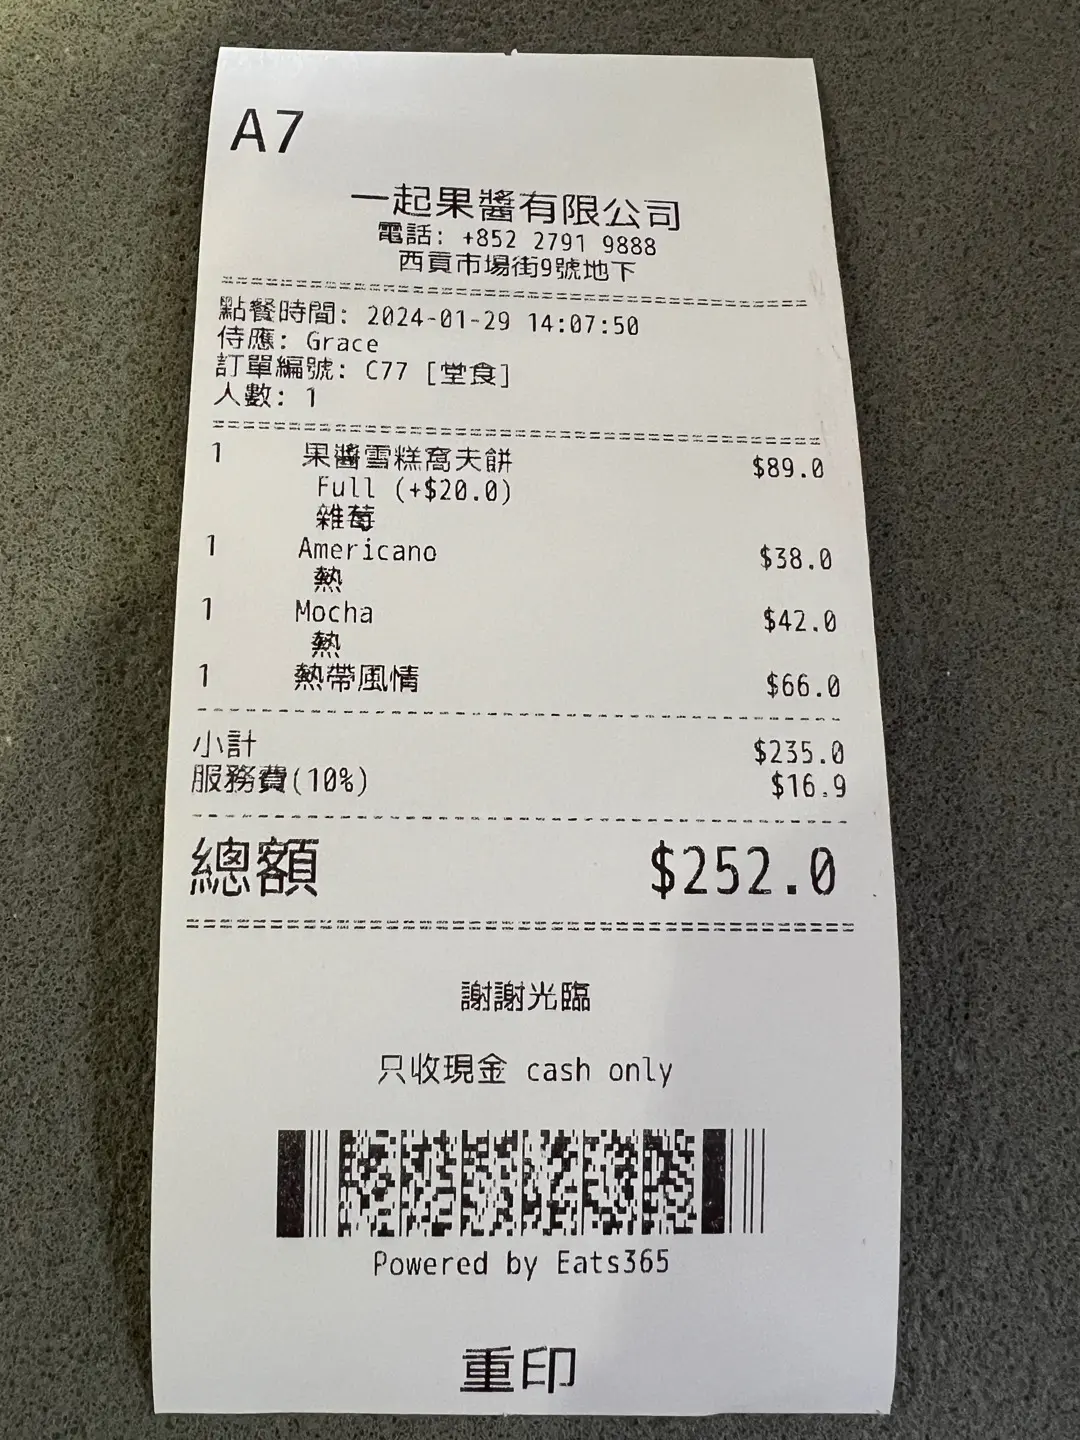 A7
一起果醬有限公司
電話: +852 2791 9888
西貢市場街9號地下
點餐時間: 2024-01-29 14:07:50
侍應: Grace
訂單編號: C77 [堂食]
人數: 1
1 果醬雪糕窩夫餅 $89.0
Full (+$20.0)
雜莓
1 Americano $38.0
熱
1 Mocha $42.0
熱
1 熱帶風情 $66.0
小計 $235.0
服務費(10%) $16.9
總額 $252.0
謝謝光臨
只收現金 cash only
Powered by Eats365
重印